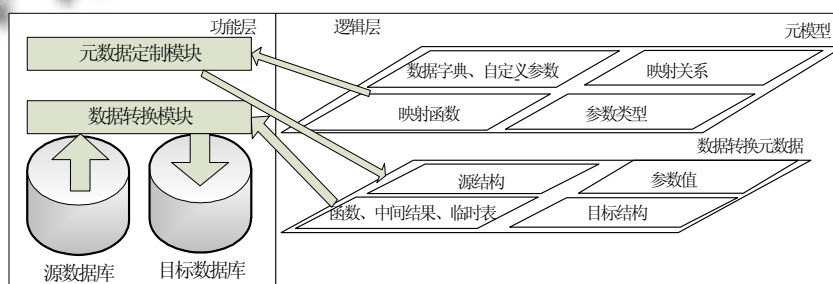 功能层
元数据定制模块
数据转换模块
源数据库
目标数据库
逻辑层
元模型
数据字典、自定义参数
映射关系
映射函数
参数类型
数据转换元数据
源结构
参数值
函数、中间结果、临时表
目标结构